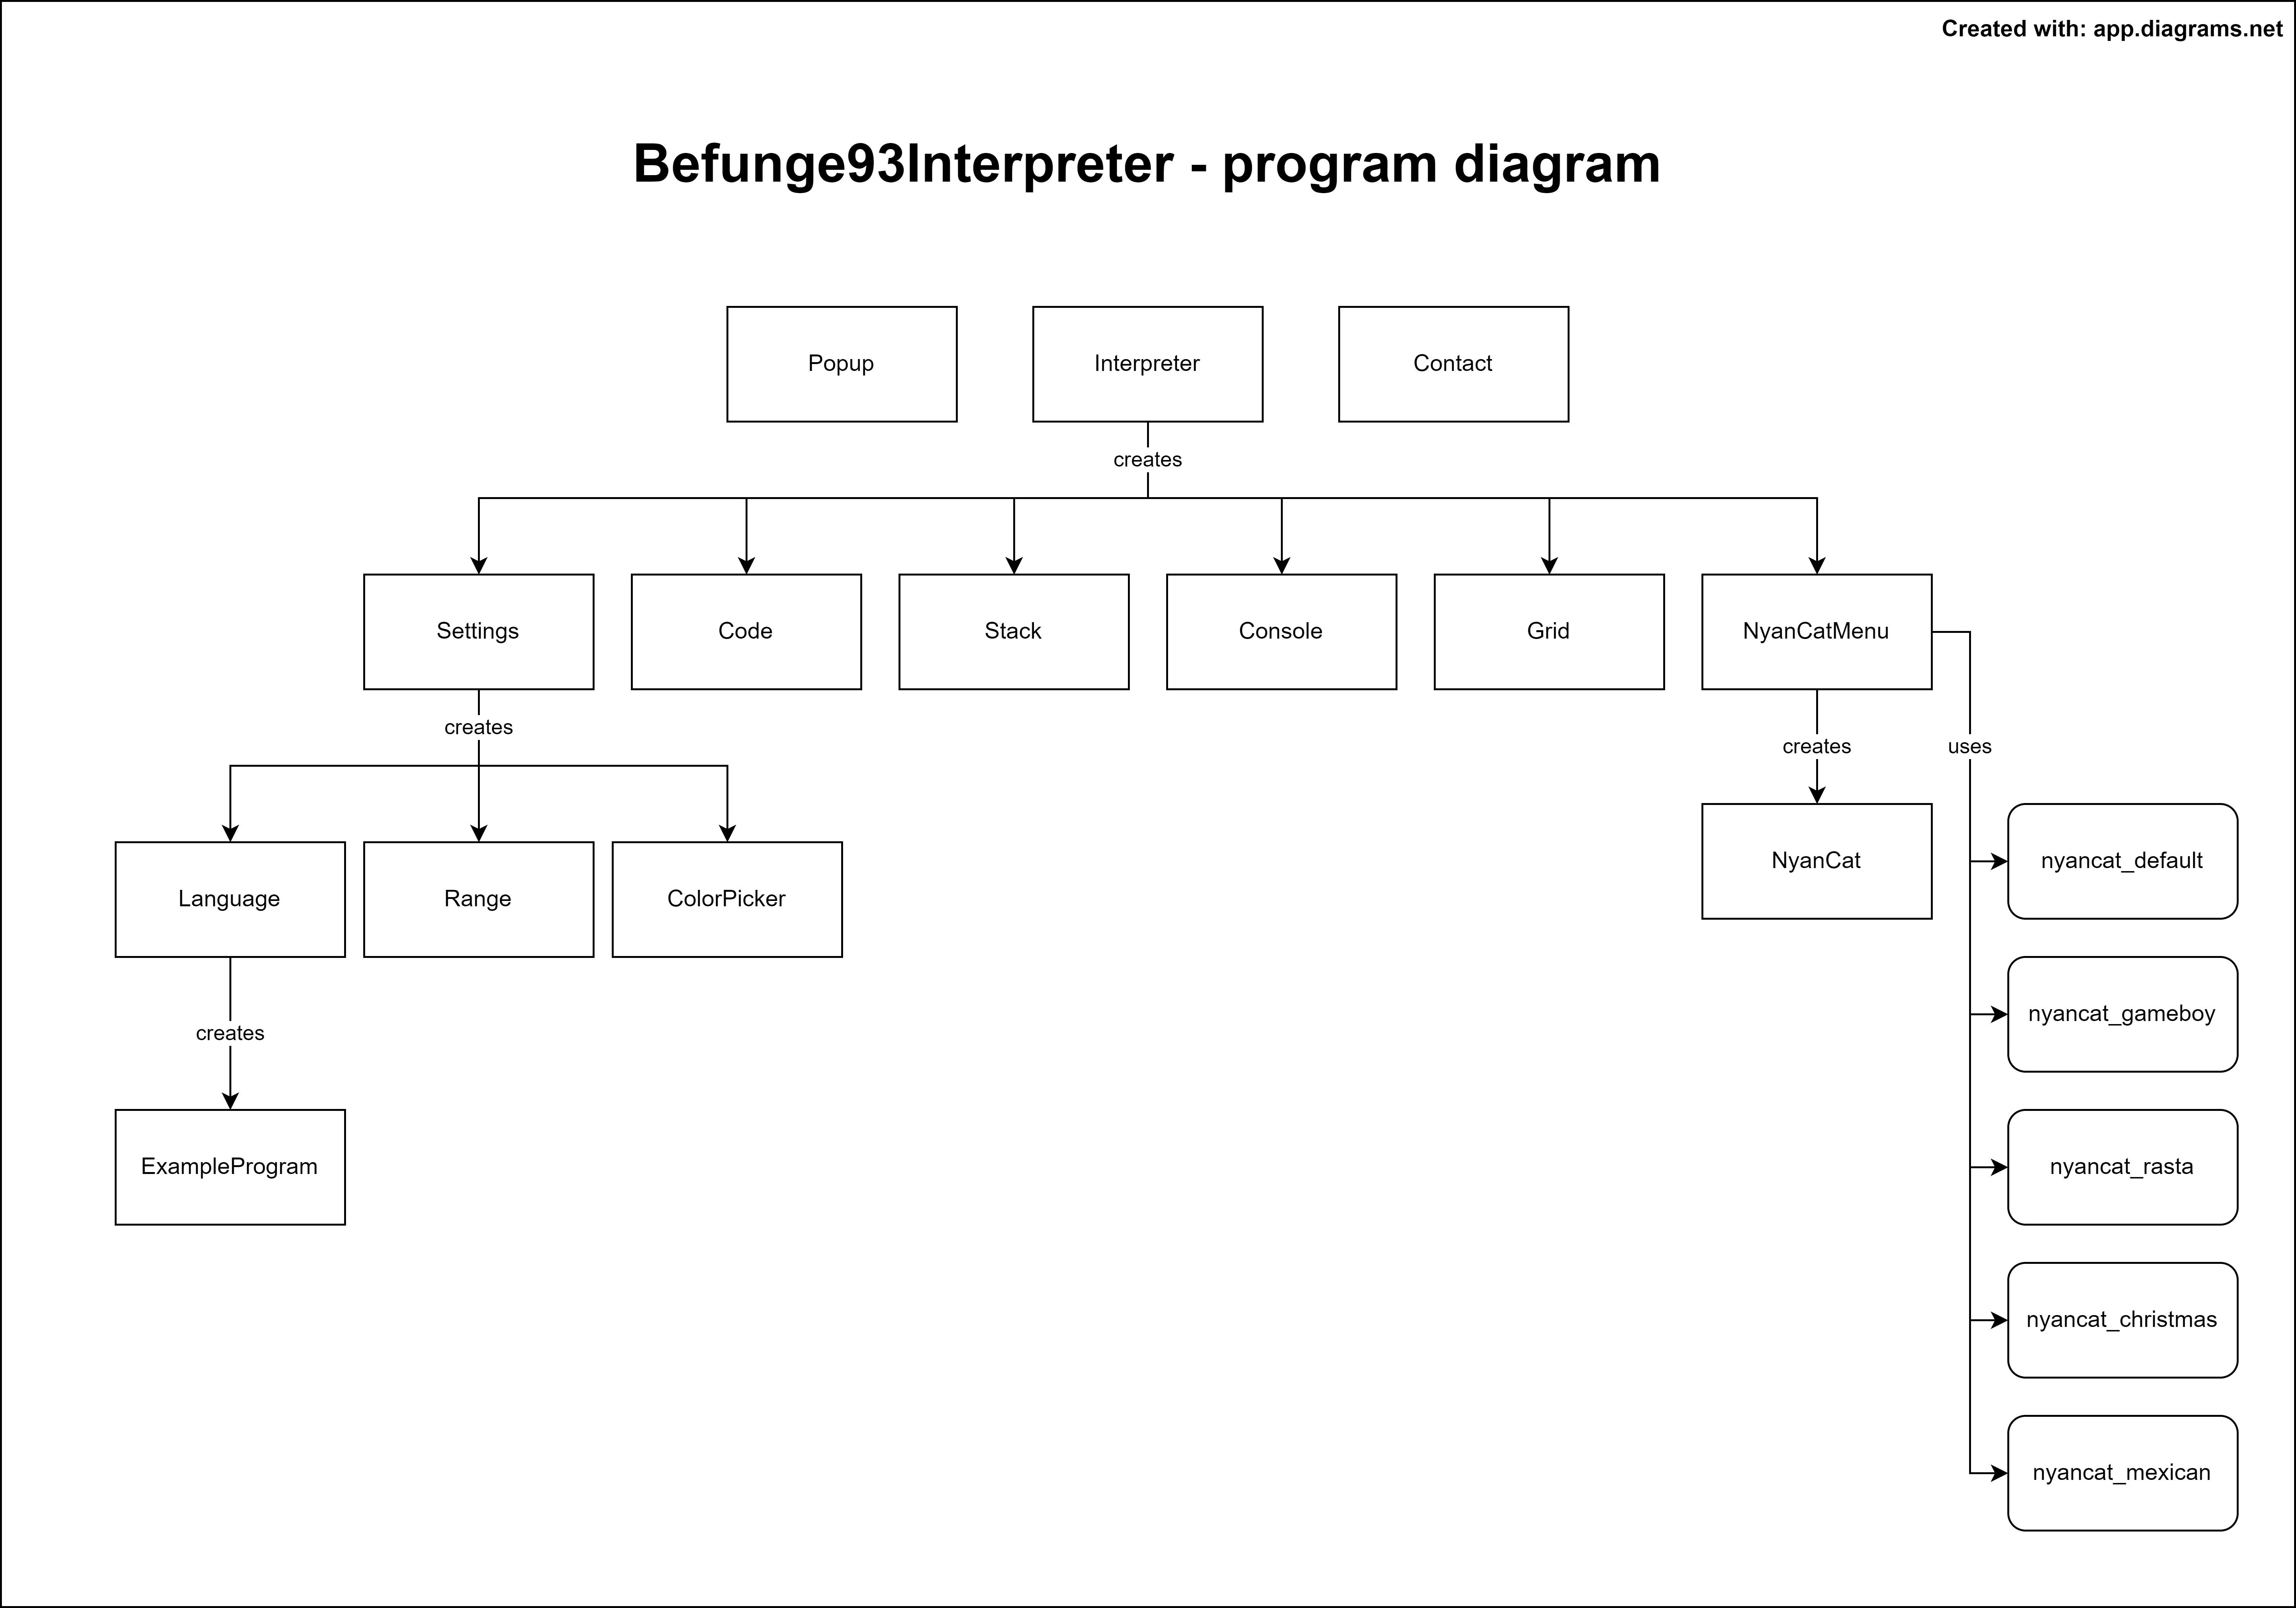 Created with: app.diagrams.net
Befunge93Interpreter - program diagram
Popup
Interpreter
Contact
creates
Settings
Code
Stack
Console
Grid
NyanCatMenu
creates
creates
uses
Language
Range
ColorPicker
NyanCat
nyancat_default
nyancat_gameboy
creates
ExampleProgram
nyancat_rasta
nyancat_christmas
nyancat_mexican